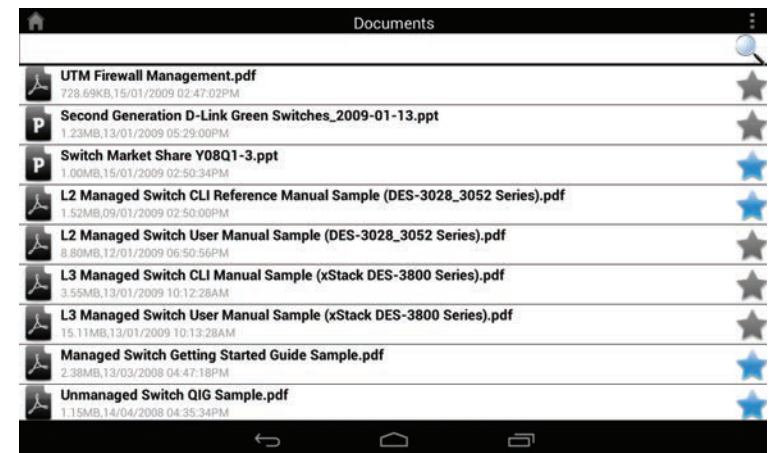 Documents
UTM Firewall Management.pdf
728.69KB,15/01/2009 02:47:02PM
Second Generation D-Link Green Switches_2009-01-13.ppt
1.23MB,13/01/2009 05:29:00PM
Switch Market Share Y08Q1-3.ppt
1.00MB,15/01/2009 02:50:34PM
L2 Managed Switch CLI Reference Manual Sample (DES-3028_3052 Series).pdf
1.52MB,09/01/2009 02:50:00PM
L2 Managed Switch User Manual Sample (DES-3028_3052 Series).pdf
8.80MB,12/01/2009 06:50:56PM
L3 Managed Switch CLI Manual Sample (xStack DES-3800 Series).pdf
3.55MB,13/01/2009 10:12:28AM
L3 Managed Switch User Manual Sample (xStack DES-3800 Series).pdf
15.11MB,13/01/2009 10:13:28AM
Managed Switch Getting Started Guide Sample.pdf
2.38MB,13/03/2008 04:47:18PM
Unmanaged Switch QIG Sample.pdf
1.15MB,14/04/2008 04:35:34PM